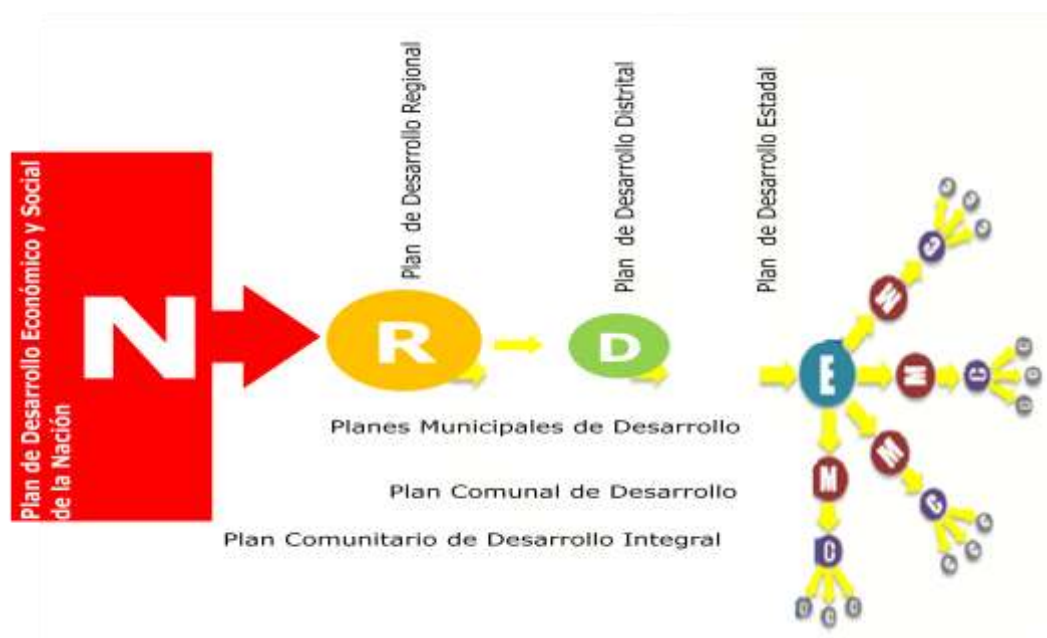 Plan de Desarrollo Económico y Social
de la Nación
N
Plan de Desarrollo Regional
R
Plan de Desarrollo Distrital
D
Plan de Desarrollo Estadal
E
M
C
M
C
M
C
M
C
Planes Municipales de Desarrollo
Plan Comunal de Desarrollo
Plan Comunitario de Desarrollo Integral